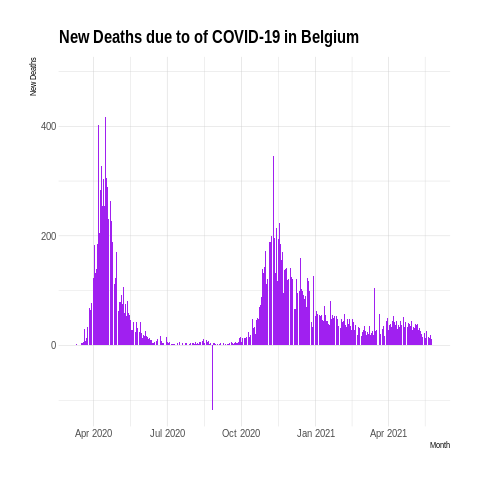 New Deaths due to of COVID-19 in Belgium
New Deaths
400
200
0
Apr 2020 Jul 2020 Oct 2020 Jan 2021 Apr 2021
Month